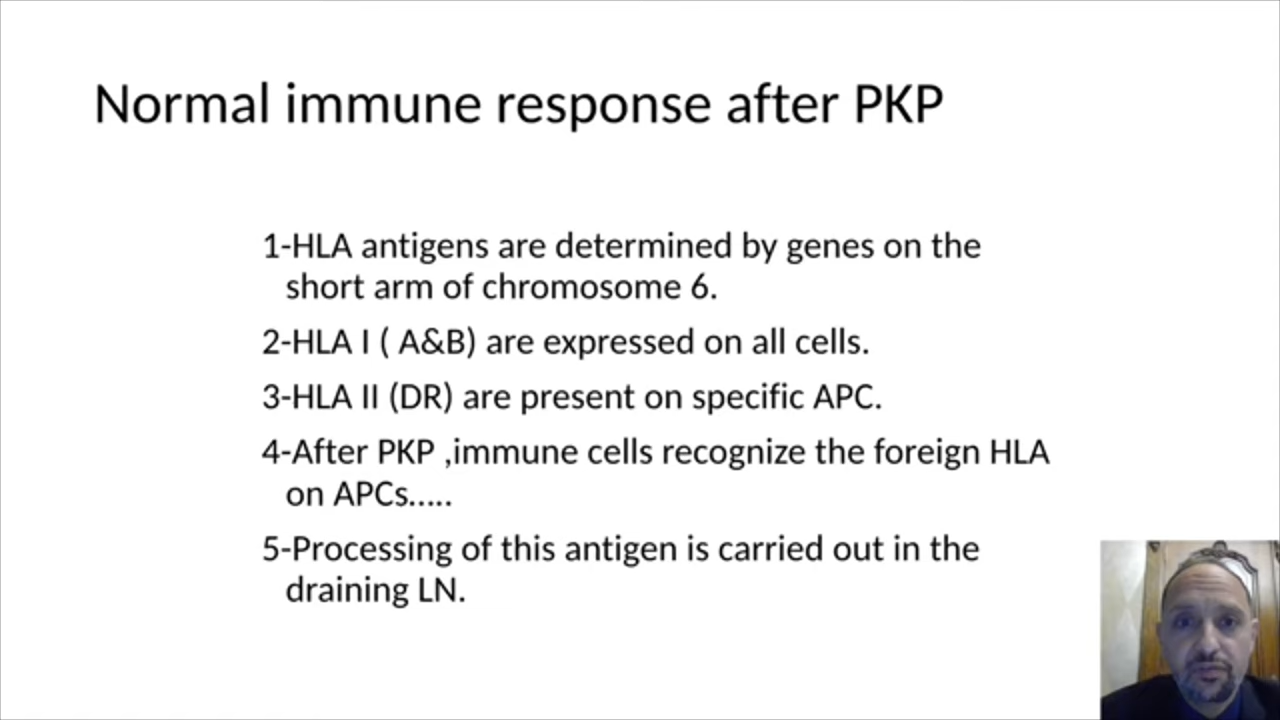 Normal immune response after PKP
1-HLA antigens are determined by genes on the
short arm of chromosome 6.
2-HLA I ( A&B) are expressed on all cells.
3-HLA II (DR) are present on specific APC.
4-After PKP ,immune cells recognize the foreign HLA
on APCs.....
5-Processing of this antigen is carried out in the
draining LN.